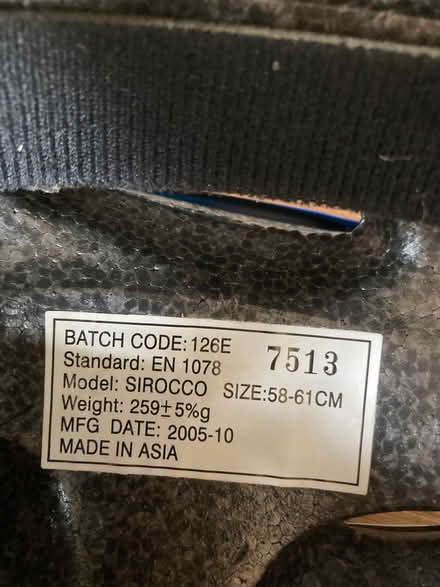 BATCH CODE:126E 7513
Standard: EN 1078
Model: SIROCCO SIZE:58-61CM
Weight: 259±5%g
MFG DATE: 2005-10
MADE IN ASIA